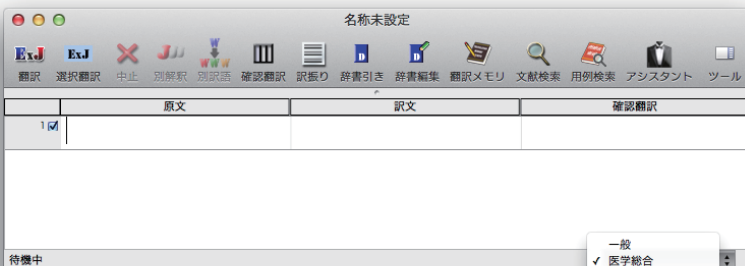 名称未設定
ExJ ExJ J W D D
翻訳 選択翻訳 中止 別解釈 別訳語 確認翻訳 訳振り 辞書引き 辞書編集 翻訳メモリ 文献検索 用例検索 アシスタント ツール
原文 訳文 確認翻訳
1
一般
待機中 ✓ 医学総合